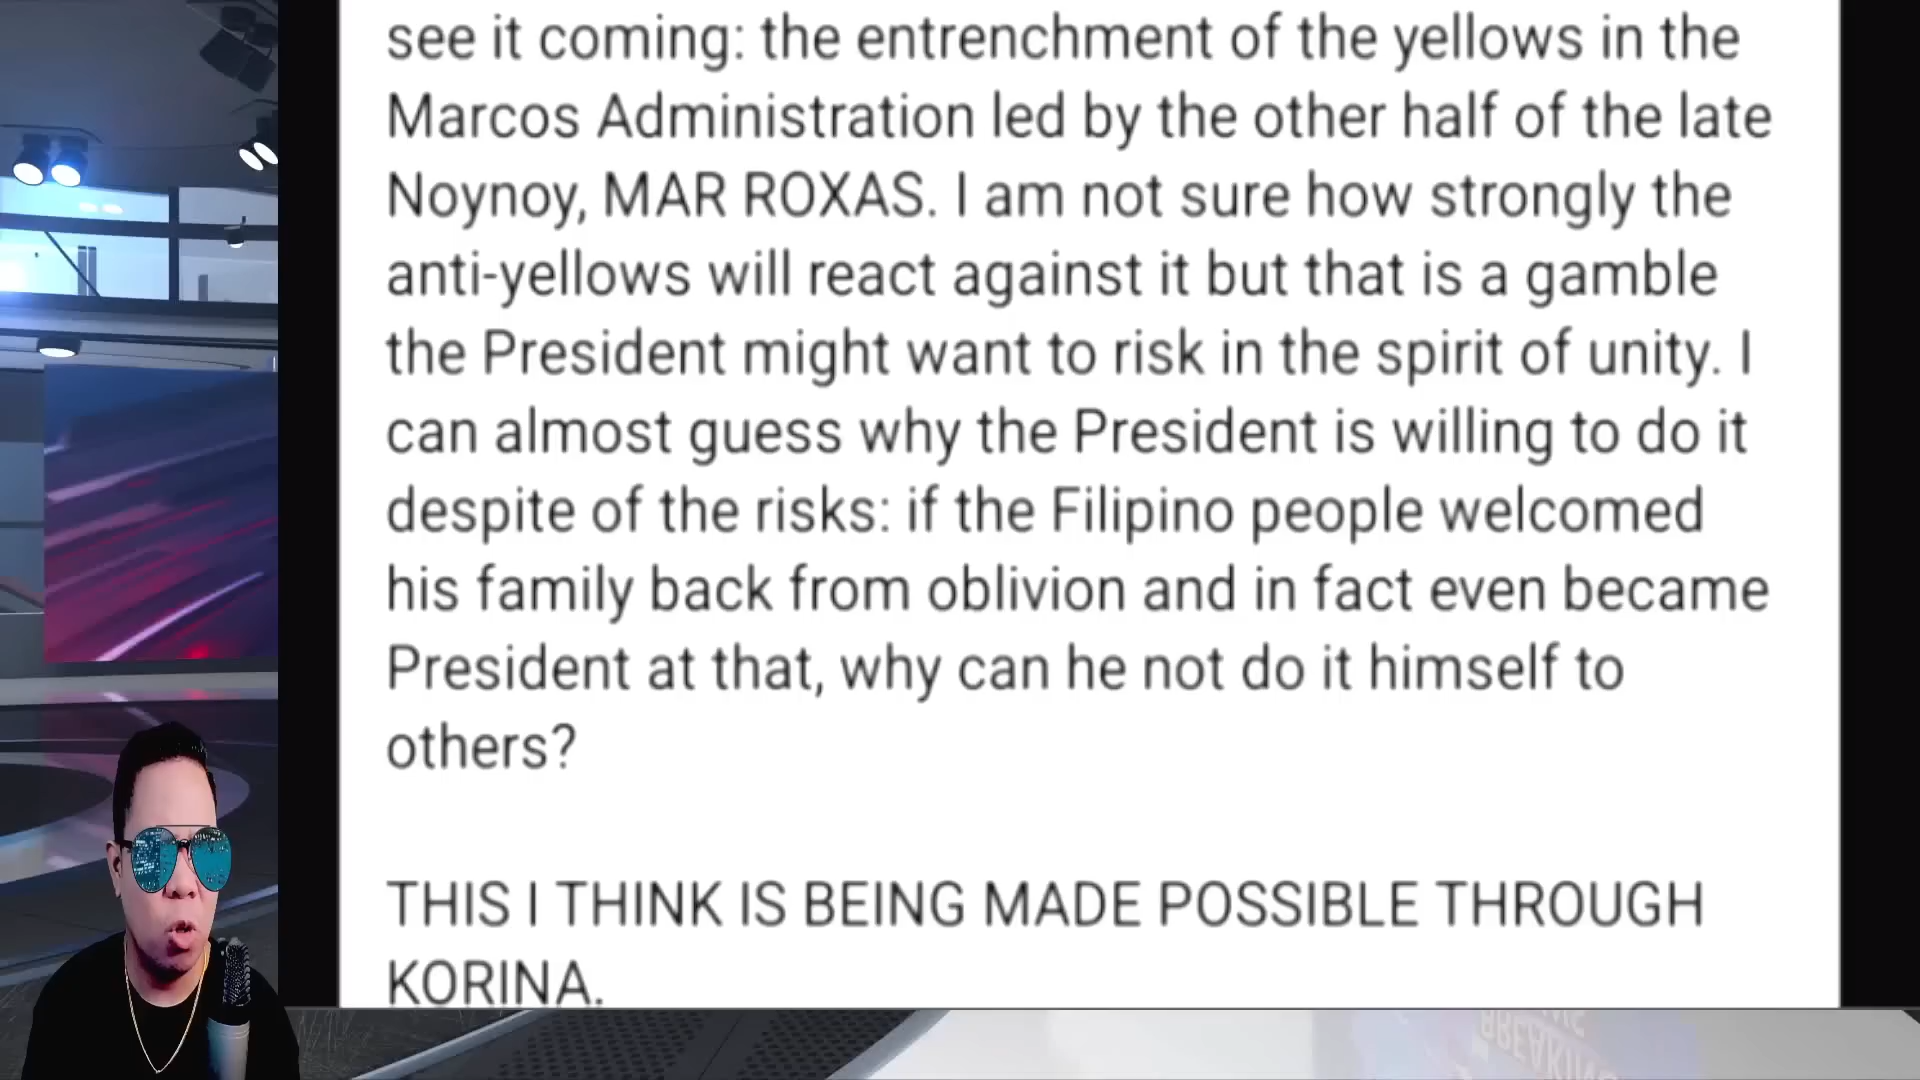 see it coming: the entrenchment of the yellows in the
Marcos Administration led by the other half of the late
Noynoy, MAR ROXAS. I am not sure how strongly the
anti-yellows will react against it but that is a gamble
the President might want to risk in the spirit of unity. I
can almost guess why the President is willing to do it
despite of the risks: if the Filipino people welcomed
his family back from oblivion and in fact even became
President at that, why can he not do it himself to
others?
THIS I THINK IS BEING MADE POSSIBLE THROUGH
KORINA.